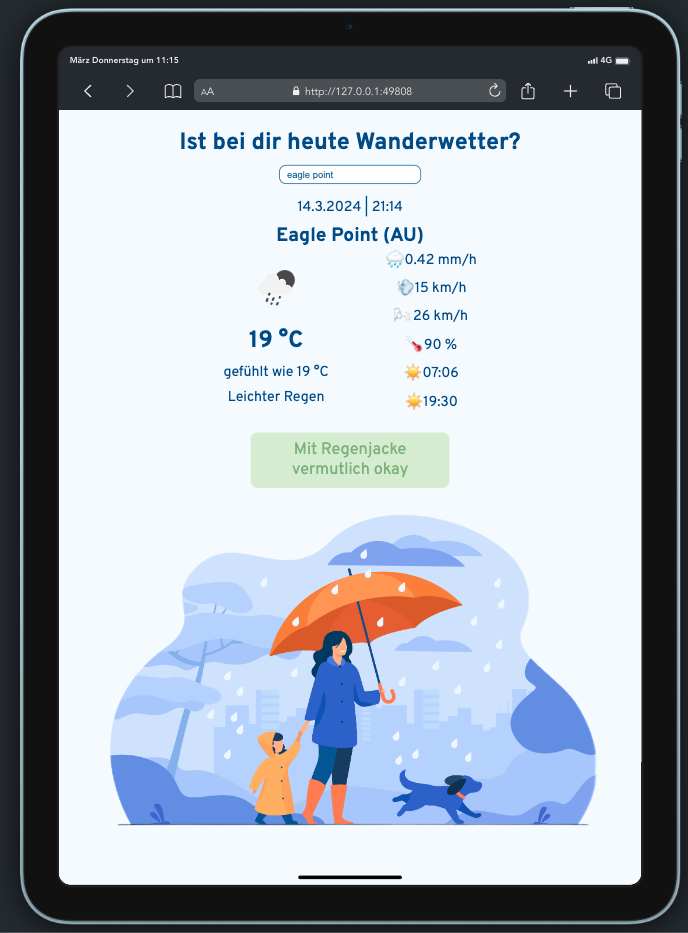 März Donnerstag um 11:15
4G
AA
http://127.0.0.1:49808
Ist bei dir heute Wanderwetter?
eagle point
14.3.2024 | 21:14
Eagle Point (AU)
0.42 mm/h
15 km/h
26 km/h
19 °C
90 %
gefühlt wie 19 °C
07:06
Leichter Regen
19:30
Mit Regenjacke
vermutlich okay